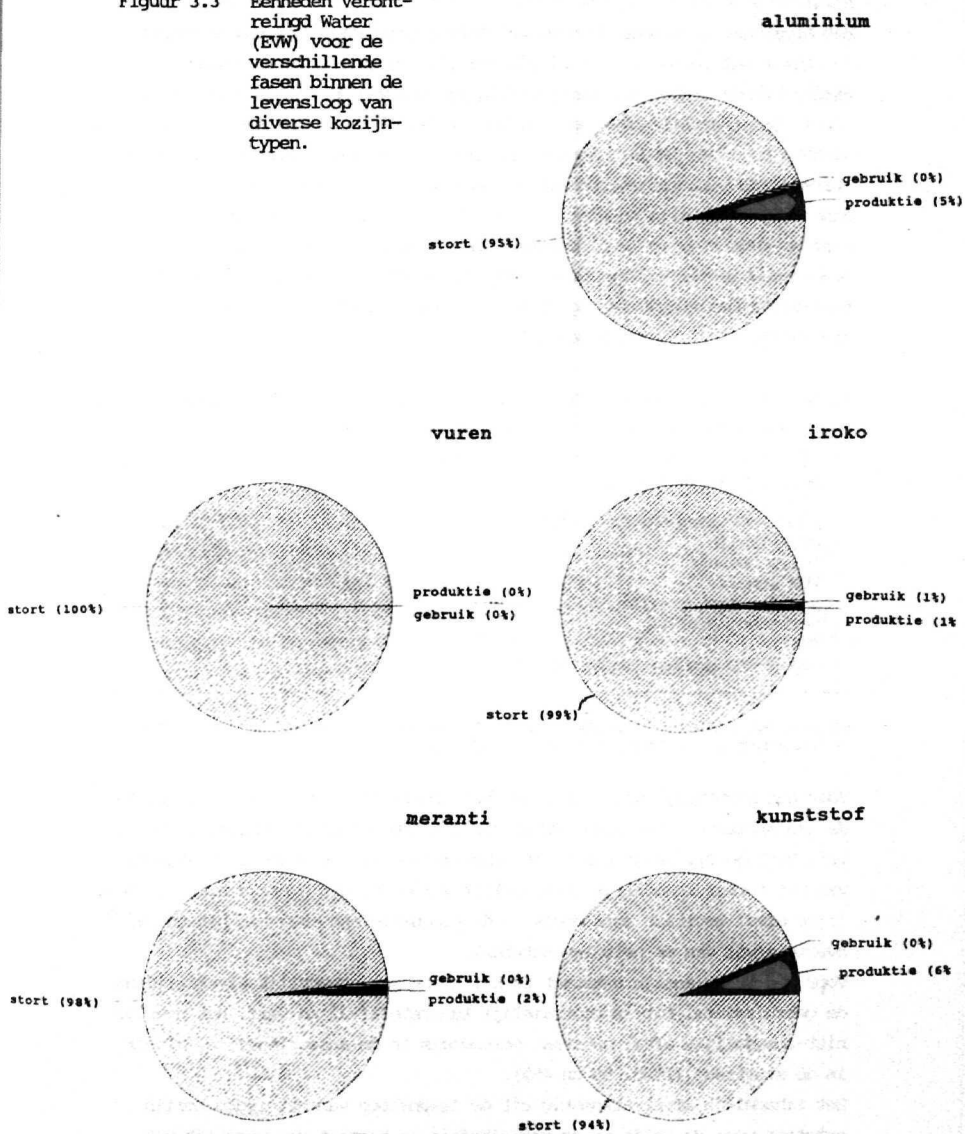 Figuur 3.3 Eenheden veront-
reingd Water
(EVW) voor de
verschillende
fasen binnen de
levensloop van
diverse kozijn-
typen.
aluminium
gebruik (0%)
produktie (5%)
stort (95%)
vuren
produktie (0%)
gebruik (0%)
stort (100%)
iroko
gebruik (1%)
produktie (1%
stort (99%)
meranti
gebruik (0%)
produktie (2%)
stort (98%)
kunststof
gebruik (0%)
produktie (6%
stort (94%)